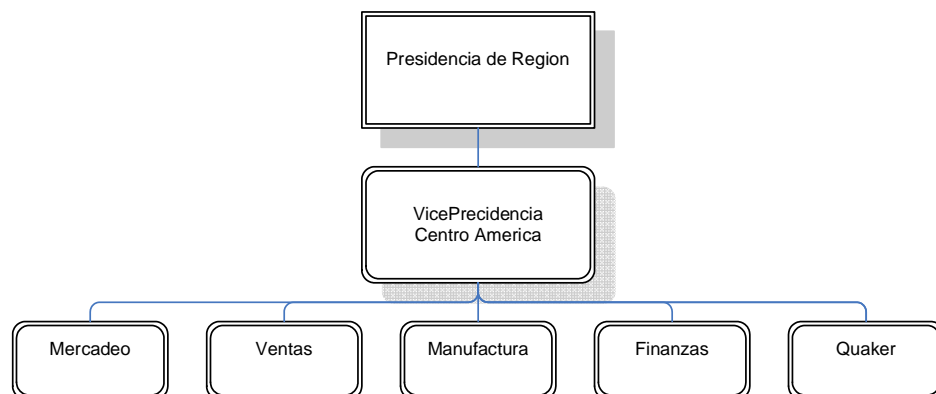 Presidencia de Region
VicePrecidencia
Centro America
Mercadeo
Ventas
Manufactura
Finanzas
Quaker